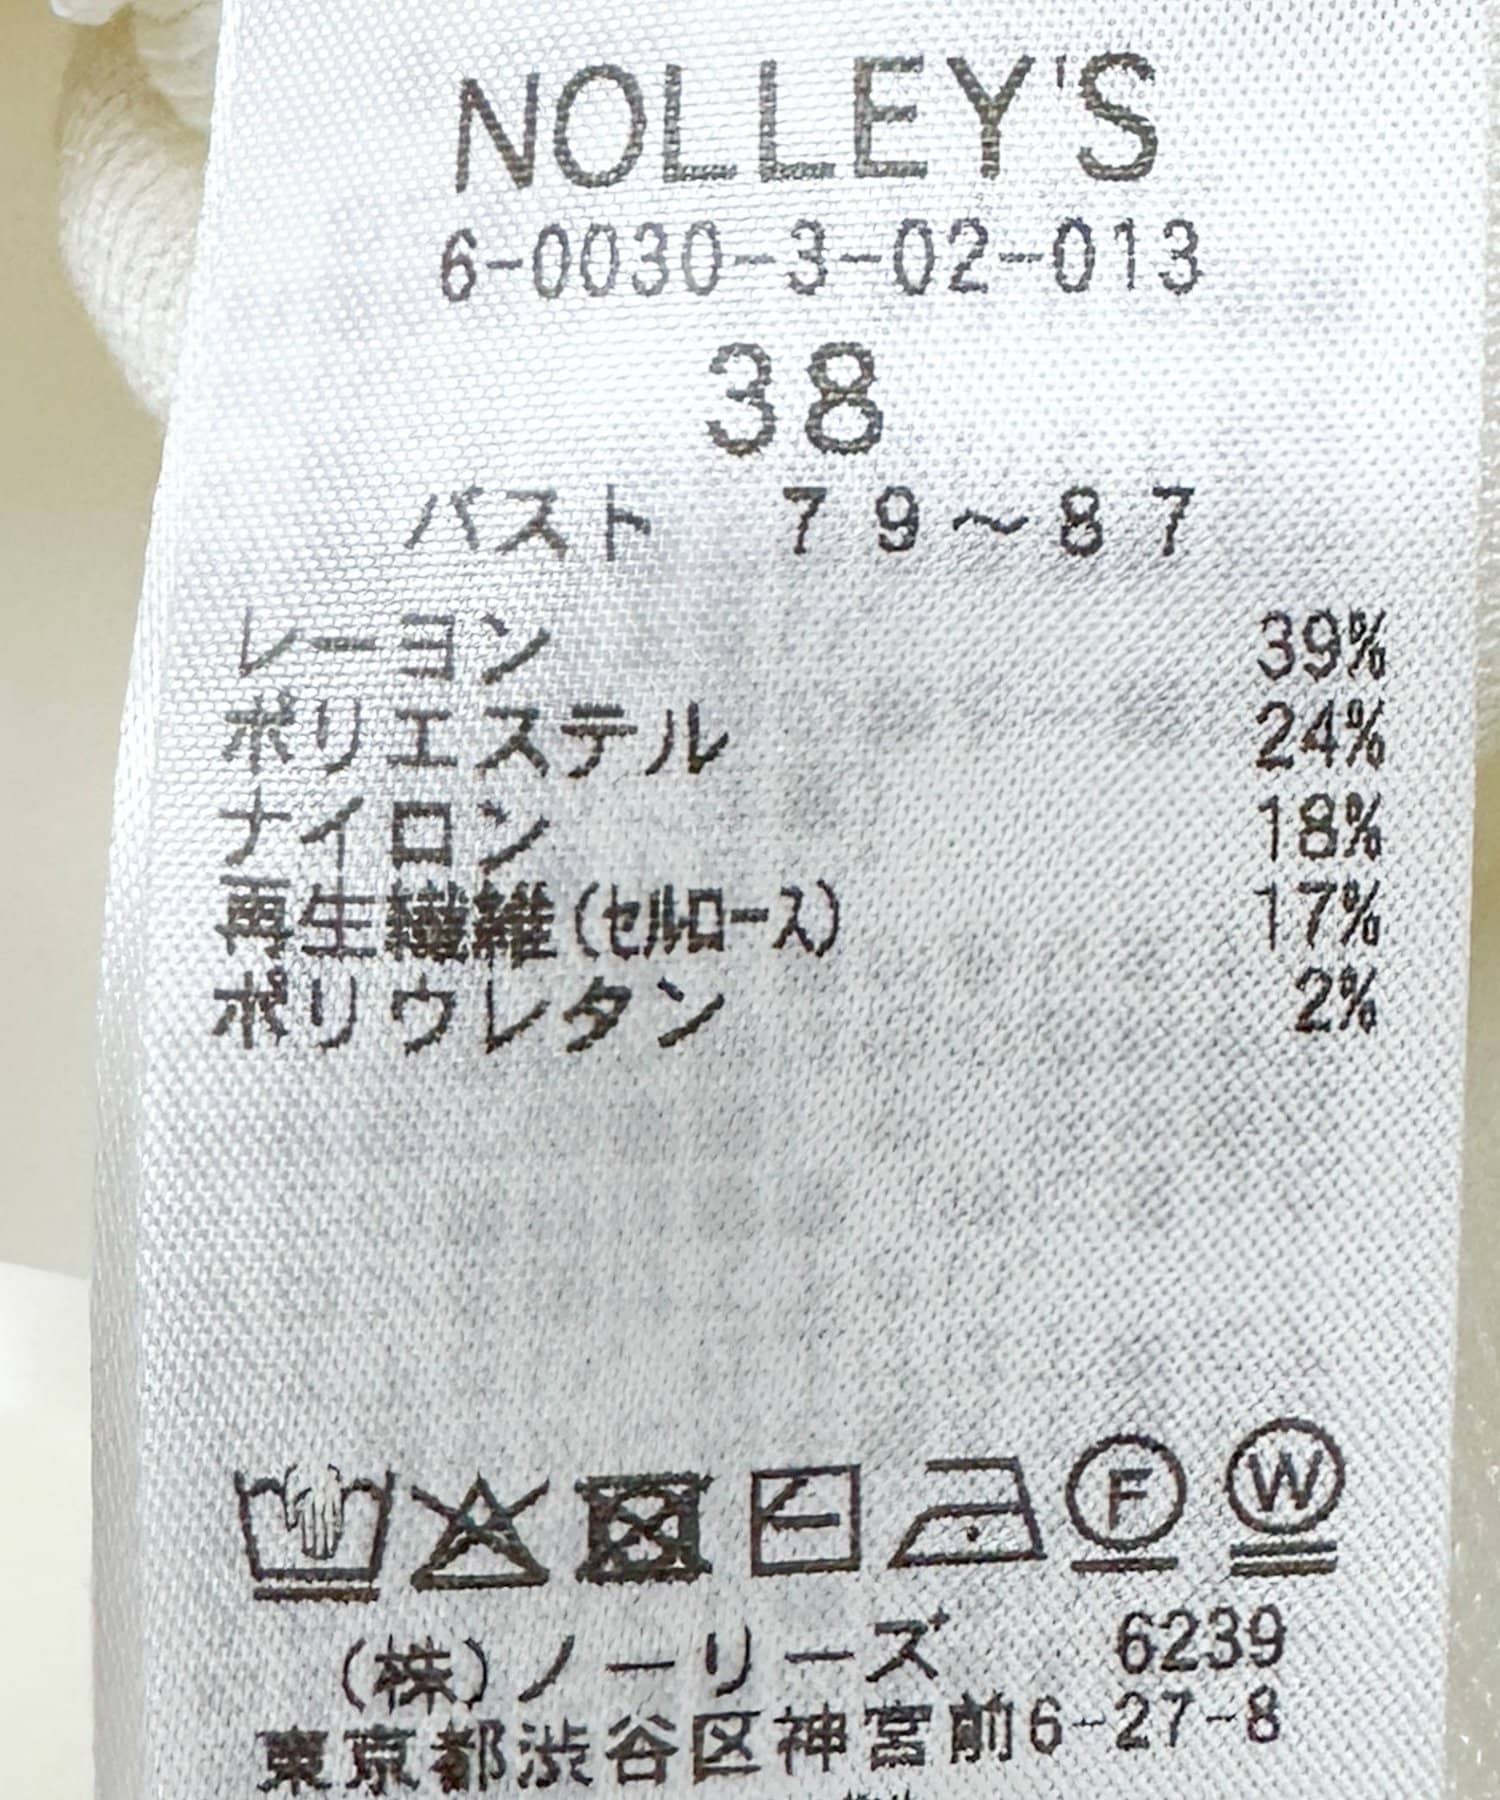 NOLLEY'S
6-0030-3-02-013
38
バスト 79～87
レーヨン 39%
ポリエステル 24%
ナイロン 18%
再生繊維(セルロース) 17%
ポリウレタン 2%
F W
(株)ノーリーズ 6239
東京都渋谷区神宮前6-27-8